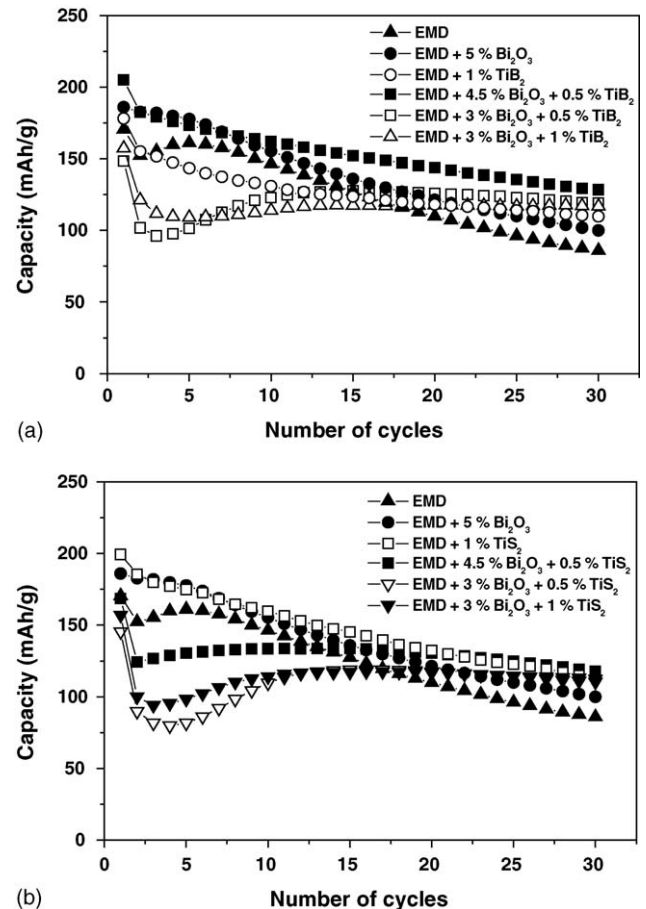 250
200
150
100
50
0
Capacity (mAh/g)
EMD
EMD + 5 % Bi₂O₃
EMD + 1 % TiB₂
EMD + 4.5 % Bi₂O₃ + 0.5 % TiB₂
EMD + 3 % Bi₂O₃ + 0.5 % TiB₂
EMD + 3 % Bi₂O₃ + 1 % TiB₂
0 5 10 15 20 25 30
(a)
Number of cycles
250
200
150
100
50
0
Capacity (mAh/g)
EMD
EMD + 5 % Bi₂O₃
EMD + 1 % TiS₂
EMD + 4.5 % Bi₂O₃ + 0.5 % TiS₂
EMD + 3 % Bi₂O₃ + 0.5 % TiS₂
EMD + 3 % Bi₂O₃ + 1 % TiS₂
0 5 10 15 20 25 30
(b)
Number of cycles